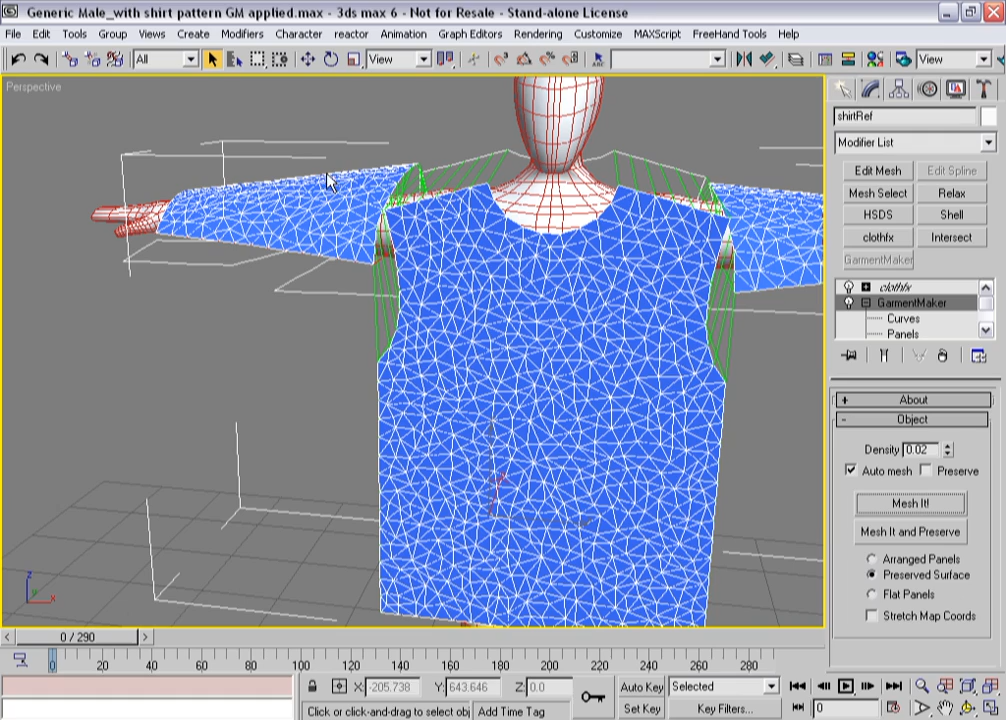 Generic Male_with shirt pattern GM applied.max - 3ds max 6 - Not for Resale - Stand-alone License
File Edit Tools Group Views Create Modifiers Character reactor Animation Graph Editors Rendering Customize MAXScript FreeHand Tools Help
All View View
Perspective
shirtRef
Modifier List
Edit Mesh Edit Spline
Mesh Select Relax
HSDS Shell
clothfx Intersect
GarmentMaker
clothfx
GarmentMaker
Curves
Panels
+ About
- Object
Density 0.02
Auto mesh Preserve
Mesh It!
Mesh It and Preserve
Arranged Panels
Preserved Surface
Flat Panels
Stretch Map Coords
z
x
< 0 / 290 >
0 20 40 60 80 100 120 140 160 180 200 220 240 260 280
X: -205.738 Y: 643.646 Z: 0.0 Auto Key Selected
Click or click-and-drag to select obj Add Time Tag Set Key Key Filters... 0